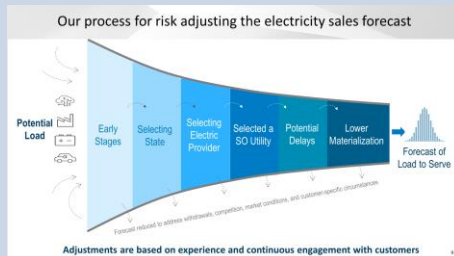 Our process for risk adjusting the electricity sales forecast
Potential
Load
Early
Stages
Selecting
State
Selecting
Electric
Provider
Selected a
SO Utility
Potential
Delays
Lower
Materialization
Forecast of
Load to Serve
Forecast reduced to address withdrawals, competition, market conditions, and customer-specific circumstances
Adjustments are based on experience and continuous engagement with customers